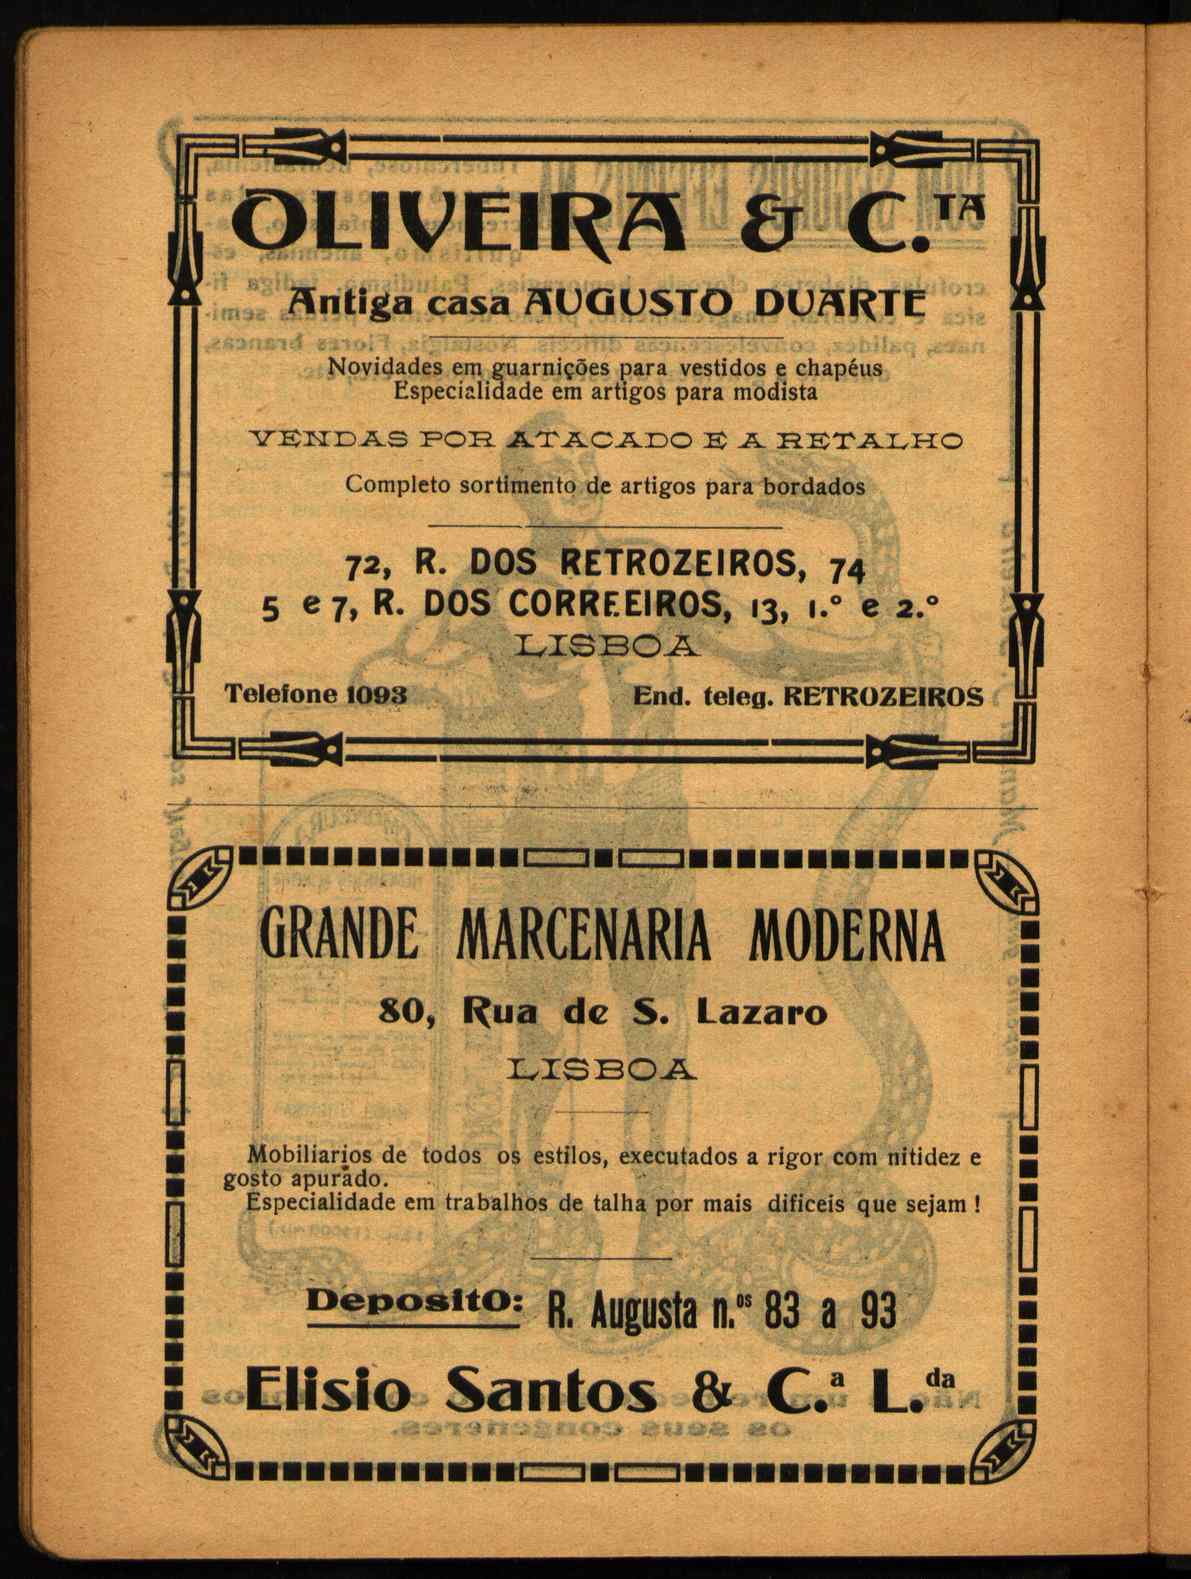 OLIVEIRA & C.TA
Antiga casa AUGUSTO DUARTE
Novidades em guarnições para vestidos e chapéus
Especialidade em artigos para modista
VENDAS POR ATACADO E A RETALHO
Completo sortimento de artigos para bordados
72, R. DOS RETROZEIROS, 74
5 e 7, R. DOS CORREEIROS, 13, 1.º e 2.º
LISBOA
Telefone 1093 End. teleg. RETROZEIROS
GRANDE MARCENARIA MODERNA
80, Rua de S. Lazaro
LISBOA
Mobiliarios de todos os estilos, executados a rigor com nitidez e
gosto apurado.
Especialidade em trabalhos de talha por mais dificeis que sejam !
Deposito: R. Augusta n.os 83 a 93
Elisio Santos & C.a L.da